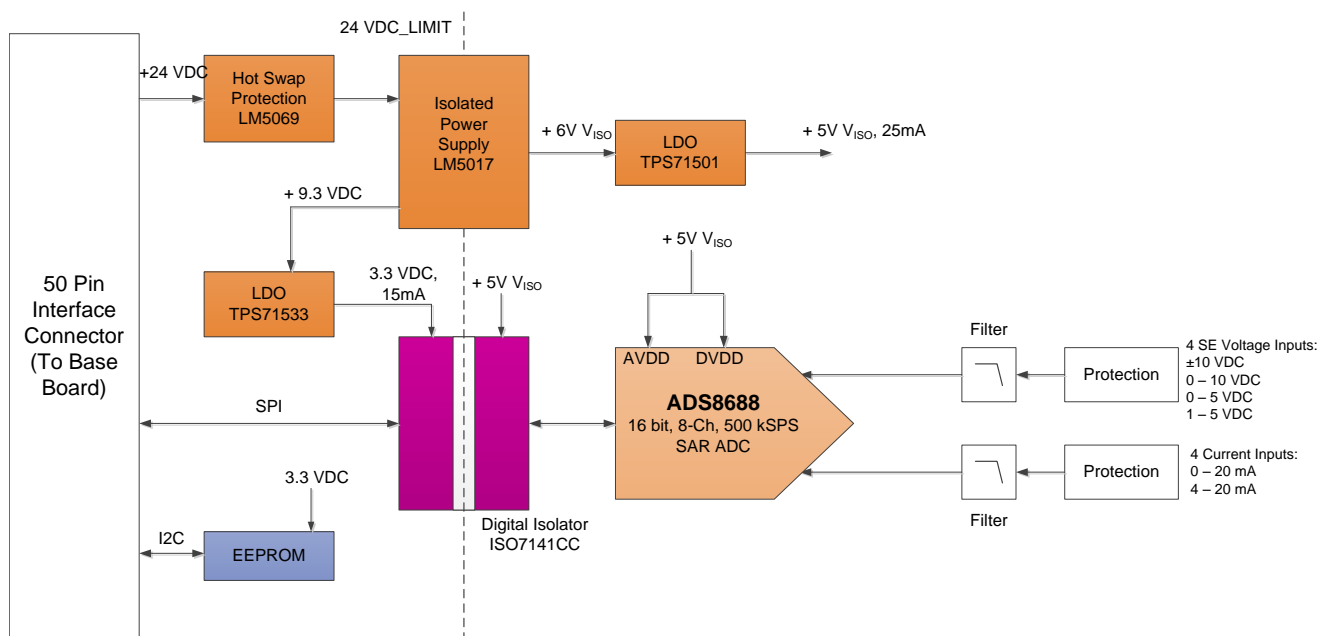 24 VDC_LIMIT
+24 VDC
Hot Swap
Protection
LM5069
Isolated
Power
Supply
LM5017
+ 6V VISO
LDO
TPS71501
+ 5V VISO, 25mA
+ 9.3 VDC
LDO
TPS71533
3.3 VDC,
15mA
+ 5V VISO
+ 5V VISO
50 Pin
Interface
Connector
(To Base
Board)
AVDD
DVDD
ADS8688
16 bit, 8-Ch, 500 kSPS
SAR ADC
Filter
Protection
4 SE Voltage Inputs:
±10 VDC
0 – 10 VDC
0 – 5 VDC
1 – 5 VDC
SPI
Protection
4 Current Inputs:
0 – 20 mA
4 – 20 mA
Filter
3.3 VDC
Digital Isolator
ISO7141CC
I2C
EEPROM